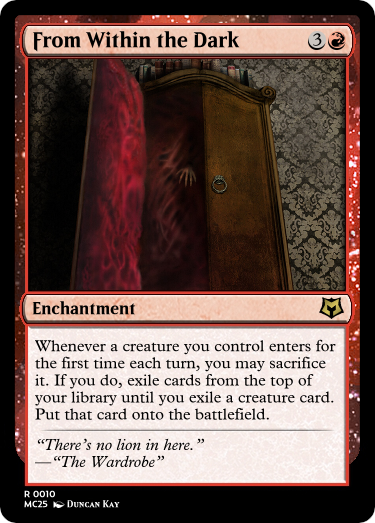 From Within the Dark 3
Enchantment
Whenever a creature you control enters for
the first time each turn, you may sacrifice
it. If you do, exile cards from the top of
your library until you exile a creature card.
Put that card onto the battlefield.
“There’s no lion in here.”
—“The Wardrobe”
R 0010
MC25 Duncan Kay